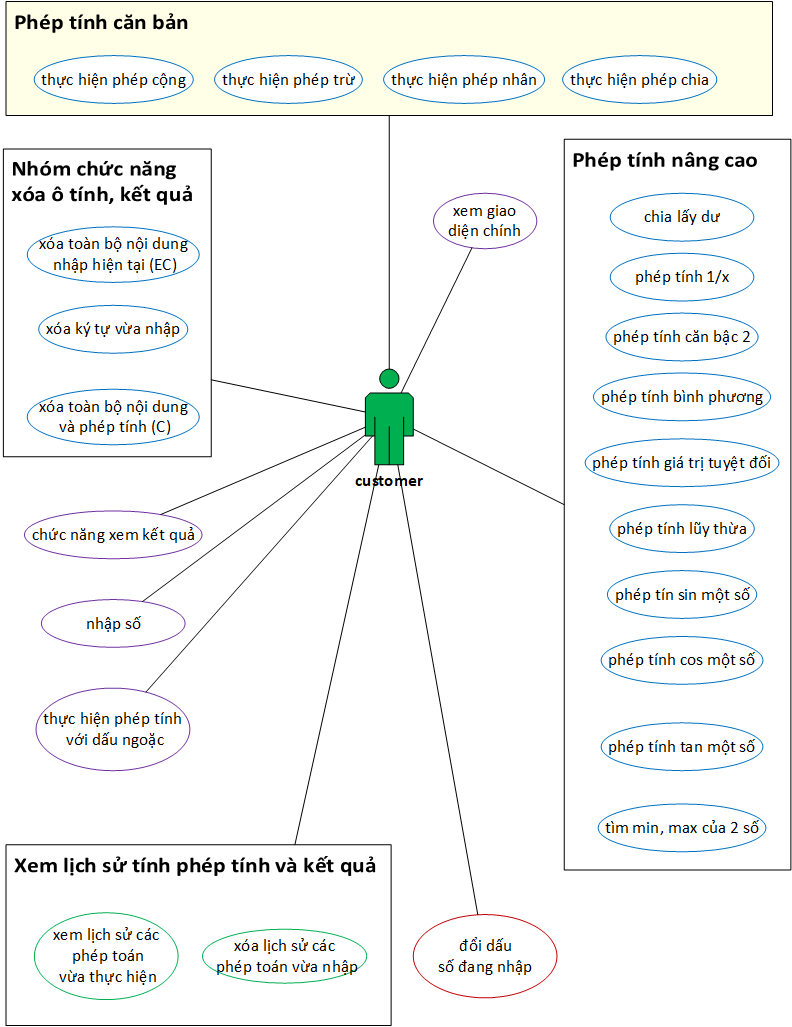 Phép tính căn bản
thực hiện phép cộng
thực hiện phép trừ
thực hiện phép nhân
thực hiện phép chia
Nhóm chức năng
xóa ô tính, kết quả
xóa toàn bộ nội dung
nhập hiện tại (EC)
xóa ký tự vừa nhập
xóa toàn bộ nội dung
và phép tính (C)
xem giao
diện chính
Phép tính nâng cao
chia lấy dư
phép tính 1/x
phép tính căn bậc 2
phép tính bình phương
phép tính giá trị tuyệt đối
phép tính lũy thừa
phép tín sin một số
phép tính cos một số
phép tính tan một số
tìm min, max của 2 số
customer
chức năng xem kết quả
nhập số
thực hiện phép tính
với dấu ngoặc
Xem lịch sử tính phép tính và kết quả
xem lịch sử các
phép toán
vừa thực hiện
xóa lịch sử các
phép toán vừa nhập
đổi dấu
số đang nhập